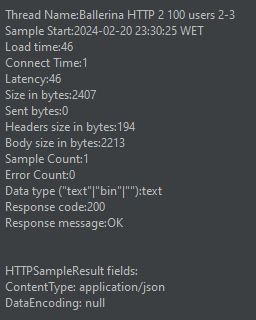 Thread Name:Ballerina HTTP 2 100 users 2-3
Sample Start:2024-02-20 23:30:25 WET
Load time:46
Connect Time:1
Latency:46
Size in bytes:2407
Sent bytes:0
Headers size in bytes:194
Body size in bytes:2213
Sample Count:1
Error Count:0
Data type ("text"|"bin"|""):text
Response code:200
Response message:OK
HTTPSampleResult fields:
ContentType: application/json
DataEncoding: null